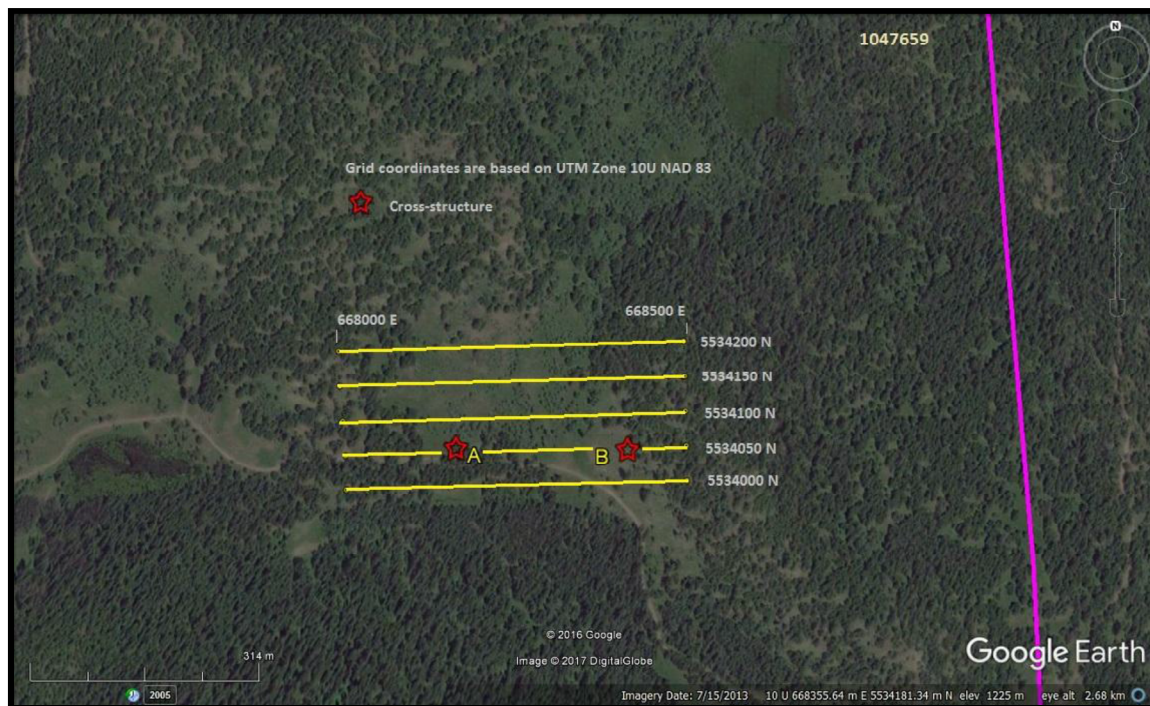 1047659
N
Grid coordinates are based on UTM Zone 10U NAD 83
Cross-structure
668000 E
668500 E
5534200 N
5534150 N
5534100 N
A
B
5534050 N
5534000 N
© 2016 Google
Image © 2017 DigitalGlobe
Google Earth
314 m
2005
Imagery Date: 7/15/2013 10 U 668355.64 m E 5534181.34 m N elev 1225 m eye alt 2.68 km